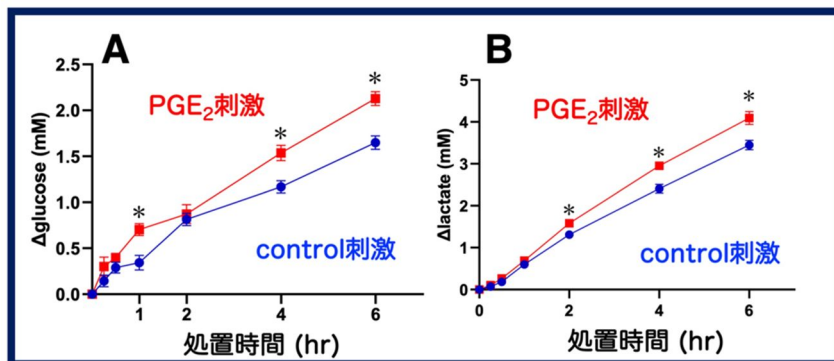 A
2.5
2.0
1.5
1.0
0.5
0.0
Δglucose (mM)
PGE₂刺激
control刺激
*
*
*
1
2
4
6
処置時間 (hr)
B
5
4
3
2
1
0
Δlactate (mM)
PGE₂刺激
control刺激
*
*
*
0
2
4
6
処置時間 (hr)